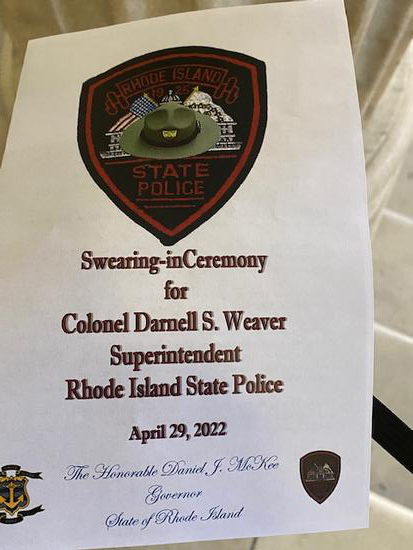 RHODE ISLAND
1925
STATE
POLICE
Swearing-inCeremony
for
Colonel Darnell S. Weaver
Superintendent
Rhode Island State Police
April 29, 2022
The Honorable Daniel J. McKee
Governor
State of Rhode Island